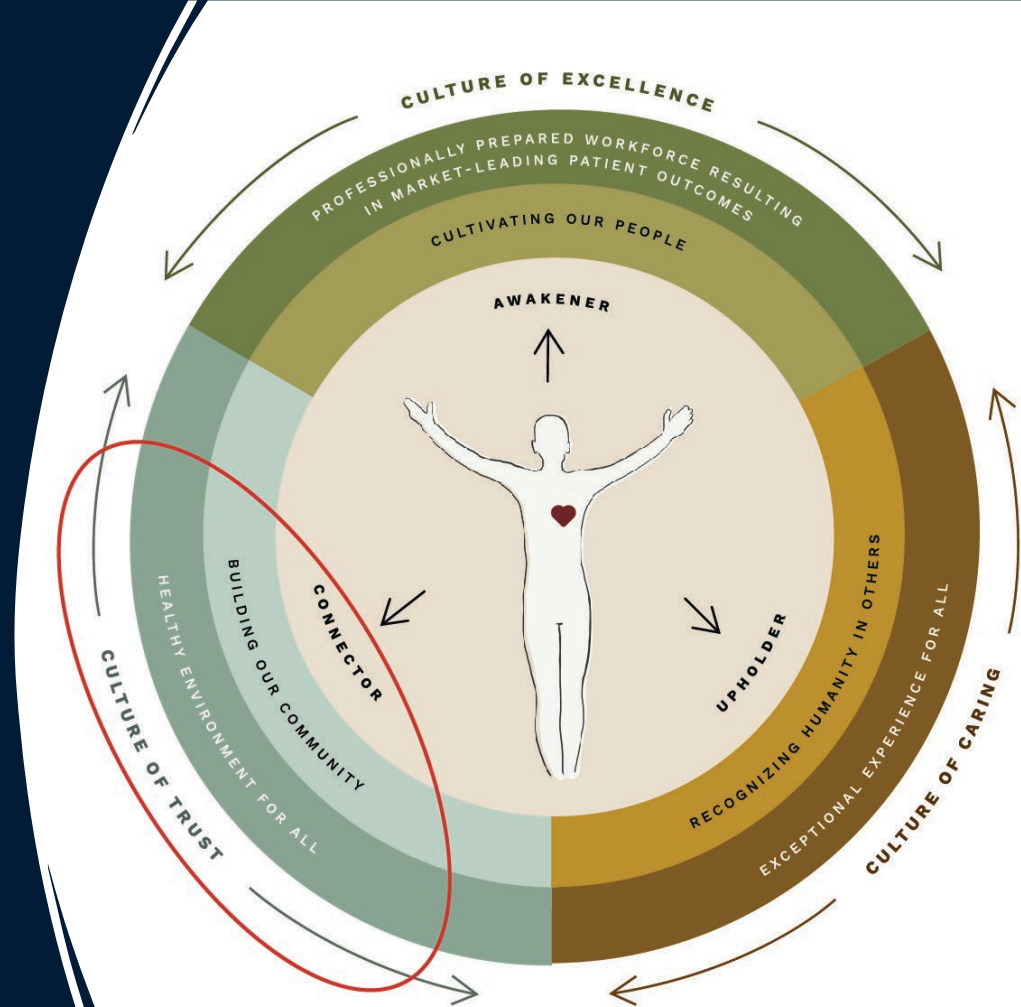 CULTURE OF EXCELLENCE
PROFESSIONALLY PREPARED WORKFORCE RESULTING
IN MARKET-LEADING PATIENT OUTCOMES
CULTIVATING OUR PEOPLE
AWAKENER
CONNECTOR
BUILDING OUR COMMUNITY
HEALTHY ENVIRONMENT FOR ALL
CULTURE OF TRUST
UPHOLDER
RECOGNIZING HUMANITY IN OTHERS
EXCEPTIONAL EXPERIENCE FOR ALL
CULTURE OF CARING